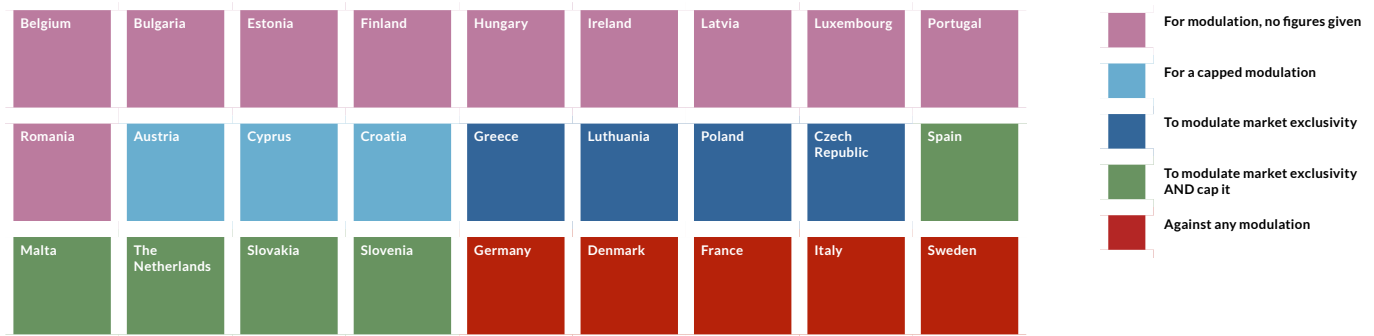 Belgium
Bulgaria
Estonia
Finland
Hungary
Ireland
Latvia
Luxembourg
Portugal
Romania
Austria
Cyprus
Croatia
Greece
Luthuania
Poland
Czech
Republic
Spain
Malta
The
Netherlands
Slovakia
Slovenia
Germany
Denmark
France
Italy
Sweden
For modulation, no figures given
For a capped modulation
To modulate market exclusivity
To modulate market exclusivity
AND cap it
Against any modulation